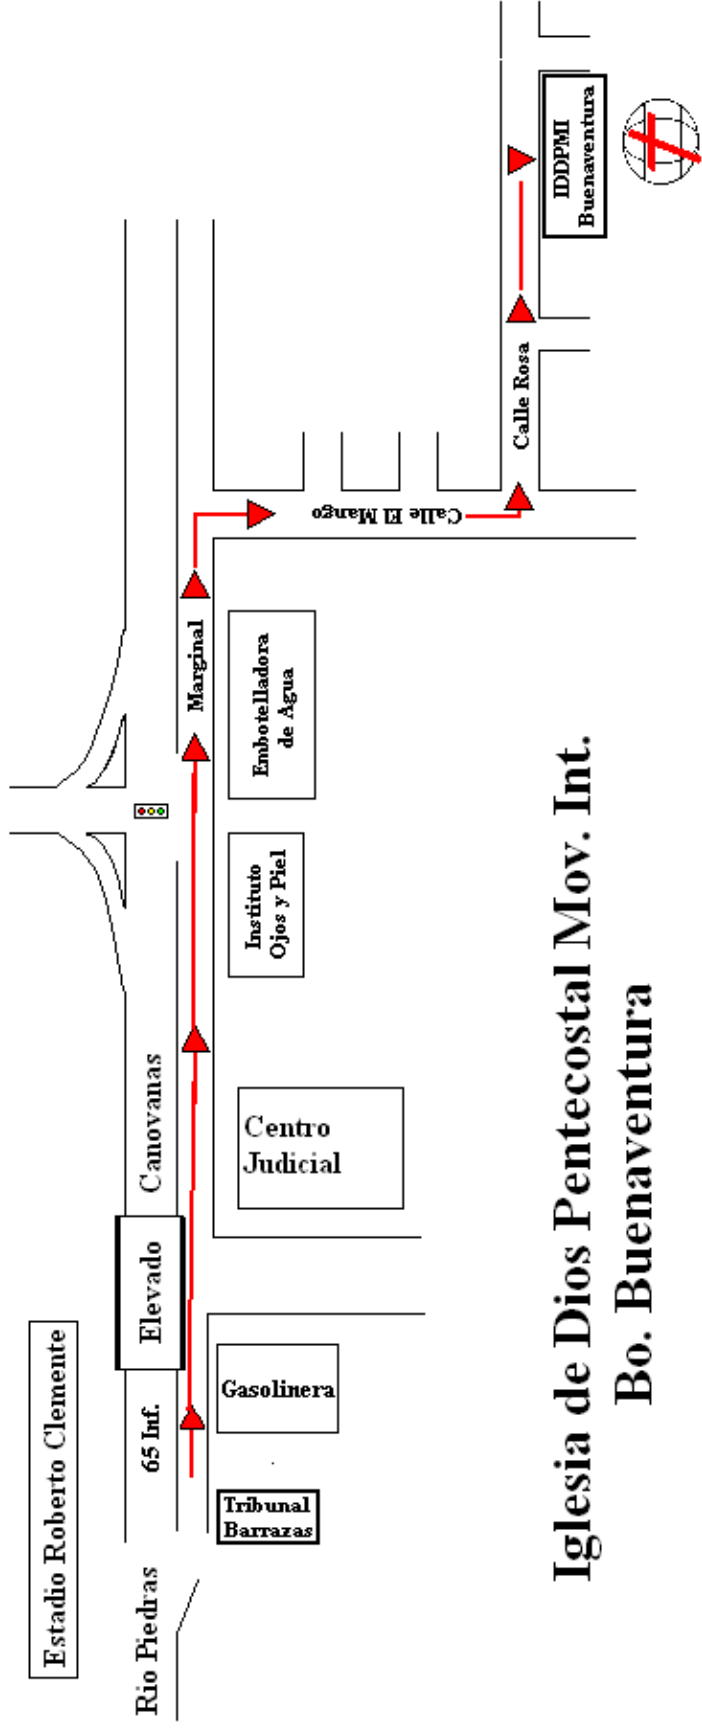 Estadio Roberto Clemente
Rio Piedras
65 Inf.
Elevado
Canovanas
Marginal
Tribunal
Barrazas
Gasolinera
Centro
Judicial
Instituto
Ojos y Piel
Embotelladora
de Agua
Calle El Mango
Calle Rosa
IDDPMI
Buenaventura
Iglesia de Dios Pentecostal Mov. Int.
Bo. Buenaventura